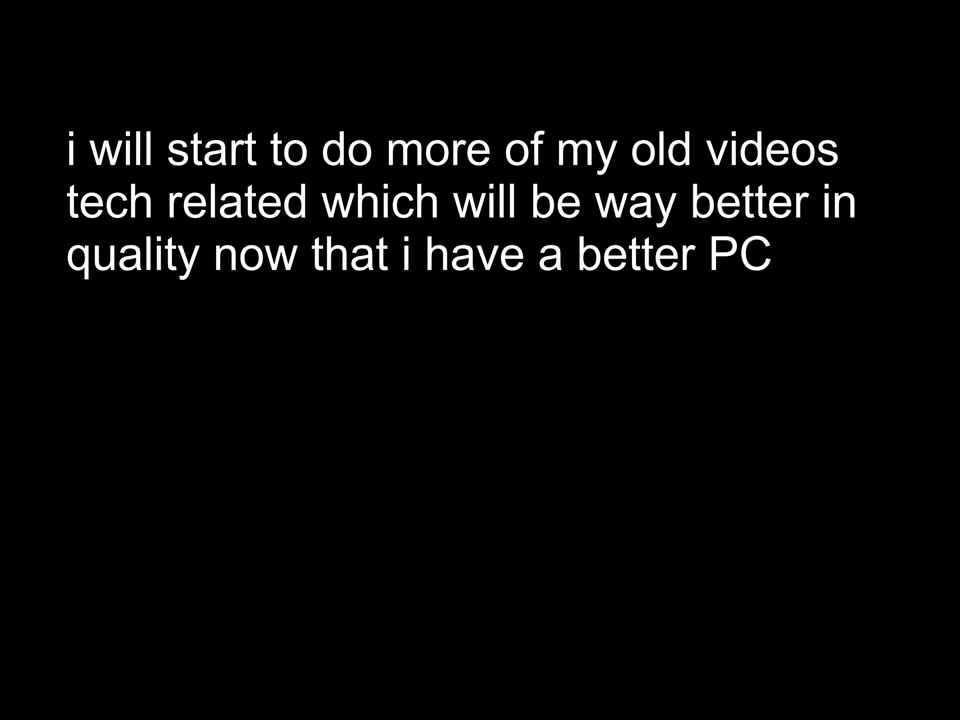 i will start to do more of my old videos
tech related which will be way better in
quality now that i have a better PC